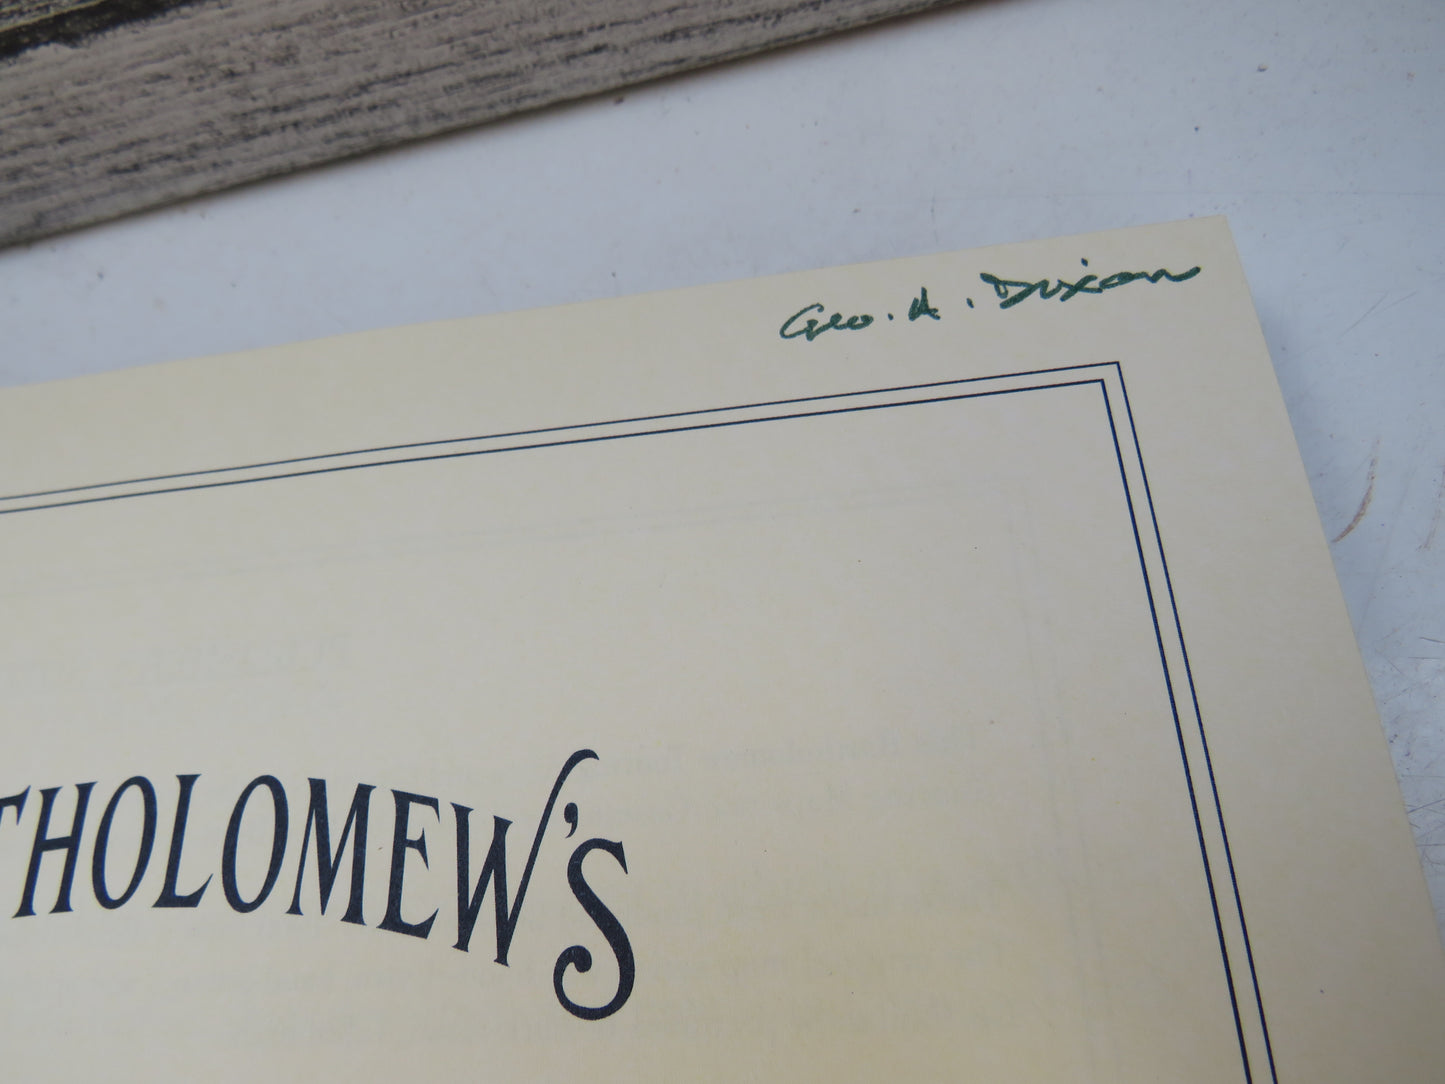 Geo. A. Dixon
THOLOMEW'S